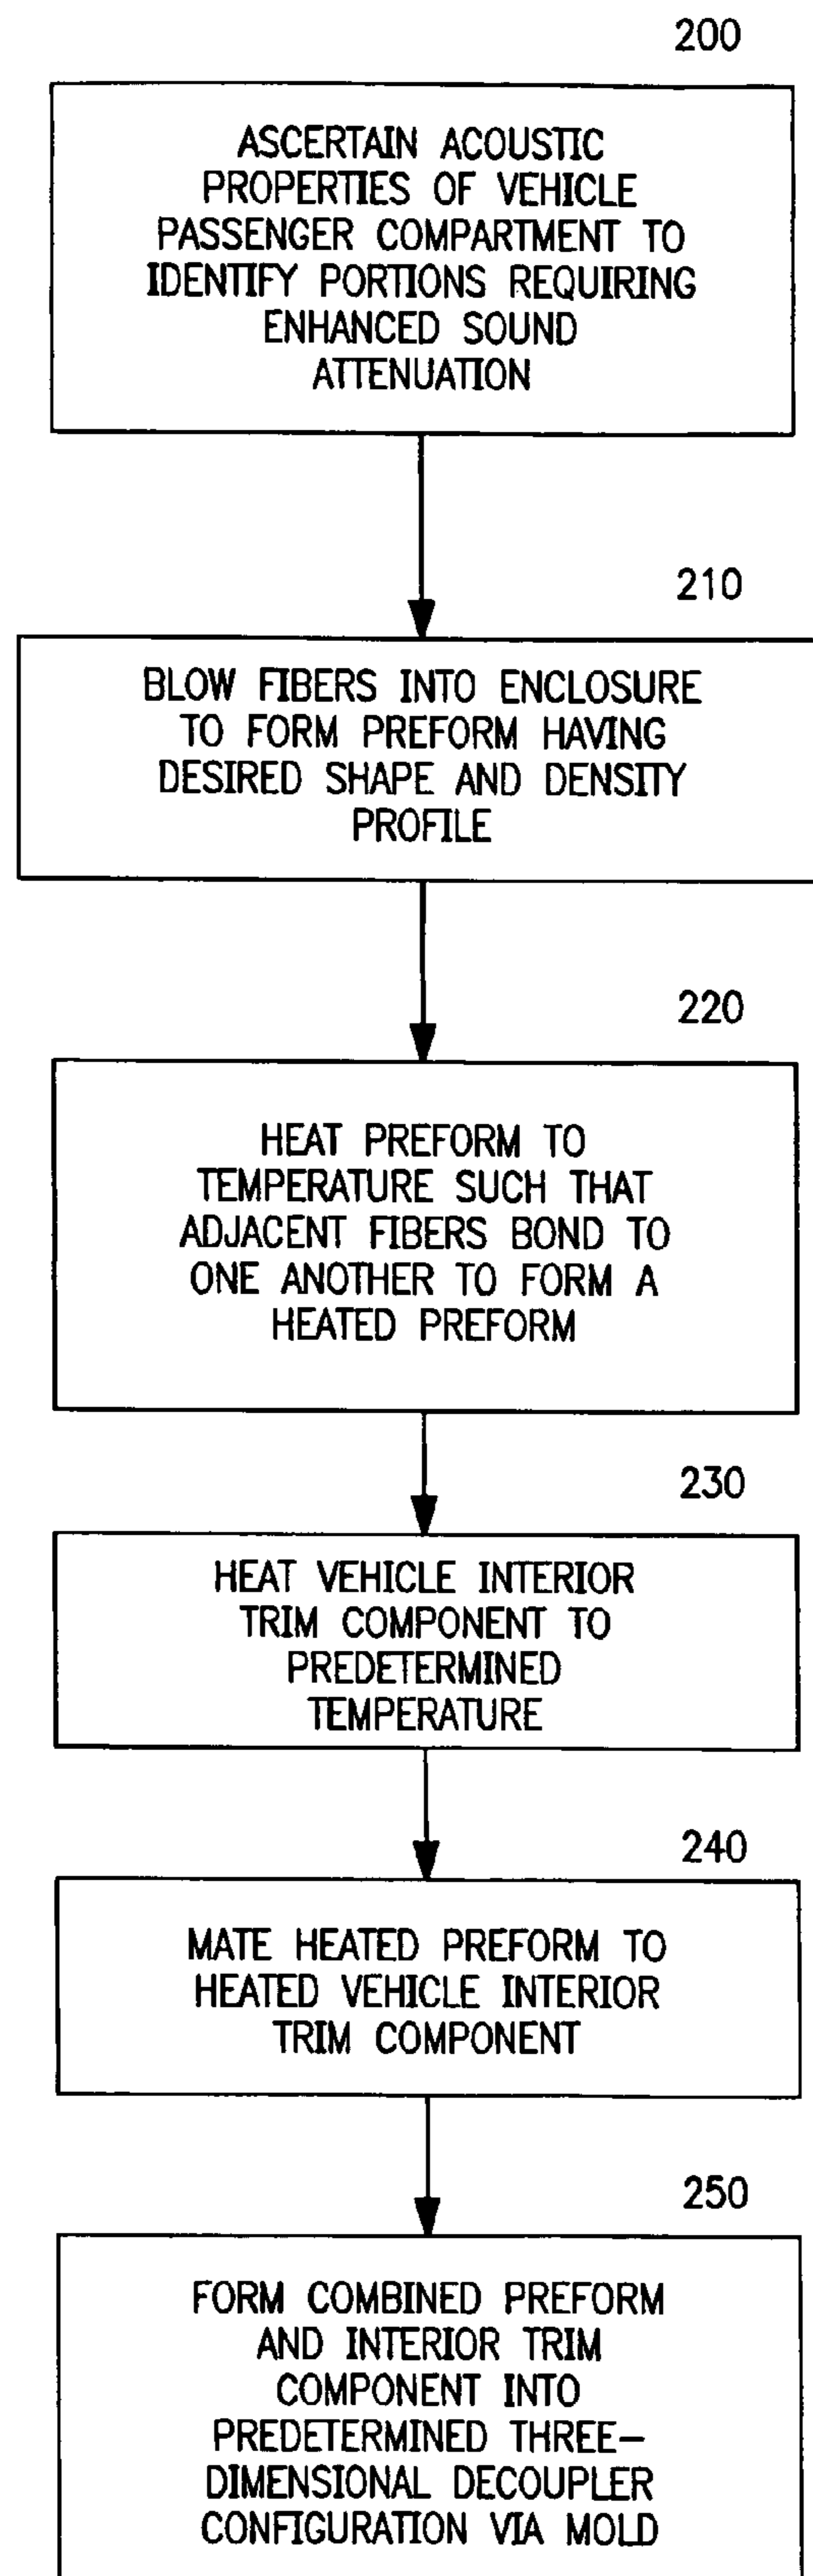 200
ASCERTAIN ACOUSTIC
PROPERTIES OF VEHICLE
PASSENGER COMPARTMENT TO
IDENTIFY PORTIONS REQUIRING
ENHANCED SOUND
ATTENUATION
210
BLOW FIBERS INTO ENCLOSURE
TO FORM PREFORM HAVING
DESIRED SHAPE AND DENSITY
PROFILE
220
HEAT PREFORM TO
TEMPERATURE SUCH THAT
ADJACENT FIBERS BOND TO
ONE ANOTHER TO FORM A
HEATED PREFORM
230
HEAT VEHICLE INTERIOR
TRIM COMPONENT TO
PREDETERMINED
TEMPERATURE
240
MATE HEATED PREFORM TO
HEATED VEHICLE INTERIOR
TRIM COMPONENT
250
FORM COMBINED PREFORM
AND INTERIOR TRIM
COMPONENT INTO
PREDETERMINED THREE-
DIMENSIONAL DECOUPLER
CONFIGURATION VIA MOLD